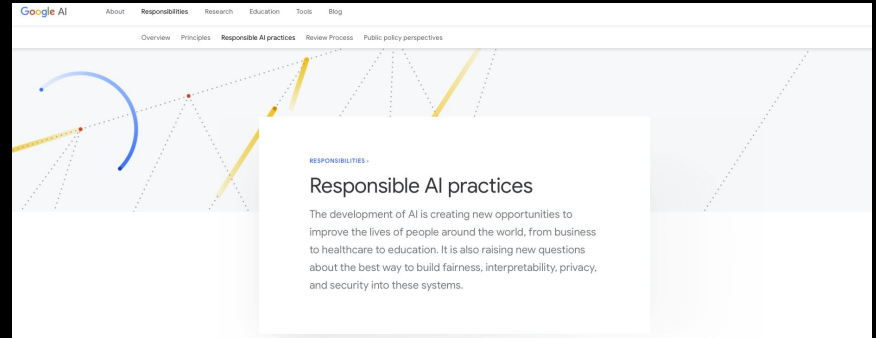 Google AI About Responsibilities Research Education Tools Blog
Overview Principles Responsible AI practices Review Process Public policy perspectives
RESPONSIBILITIES ›
Responsible AI practices
The development of AI is creating new opportunities to
improve the lives of people around the world, from business
to healthcare to education. It is also raising new questions
about the best way to build fairness, interpretability, privacy,
and security into these systems.